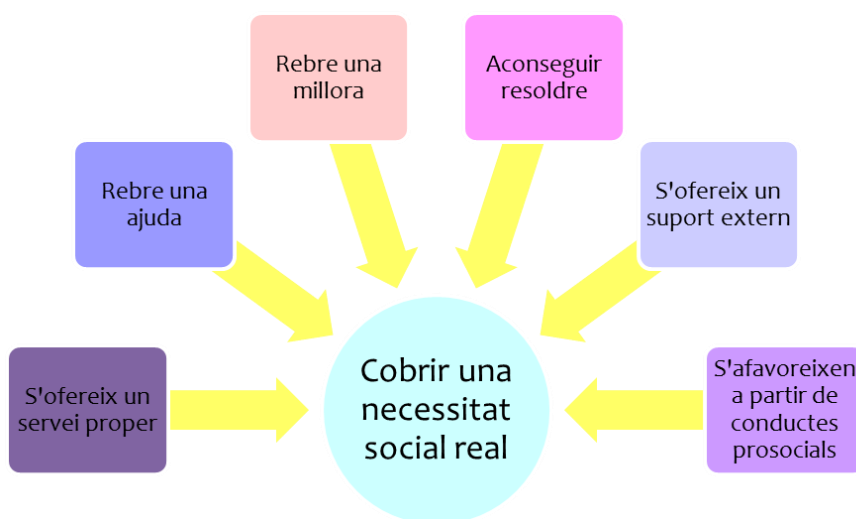 Rebre una
millora
Aconseguir
resoldre
Rebre una
ajuda
S'ofereix un
suport extern
S'ofereix un
servei proper
Cobrir una
necessitat
social real
S'afavoreixen
a partir de
conductes
prosocials